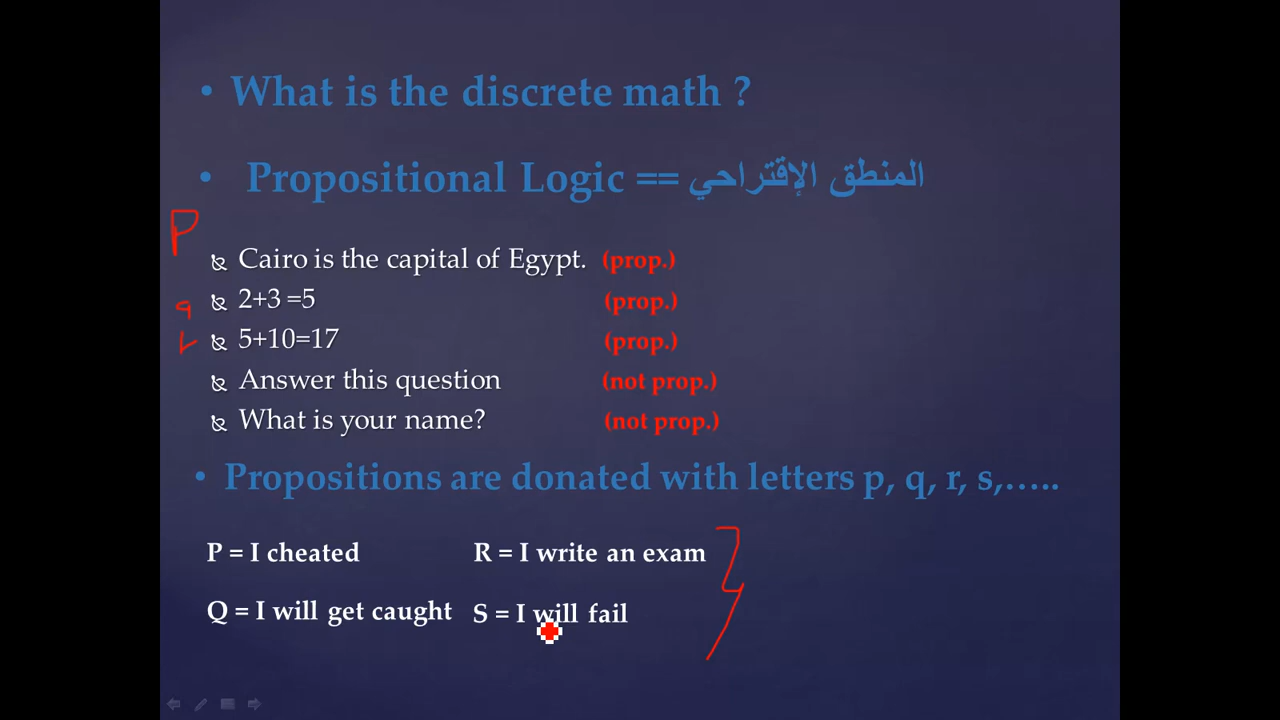 • What is the discrete math ?
• Propositional Logic == المنطق الإقتراحي
P
Cairo is the capital of Egypt. (prop.)
q 2+3 =5 (prop.)
r 5+10=17 (prop.)
Answer this question (not prop.)
What is your name? (not prop.)
• Propositions are donated with letters p, q, r, s,…..
P = I cheated R = I write an exam
Q = I will get caught S = I will fail